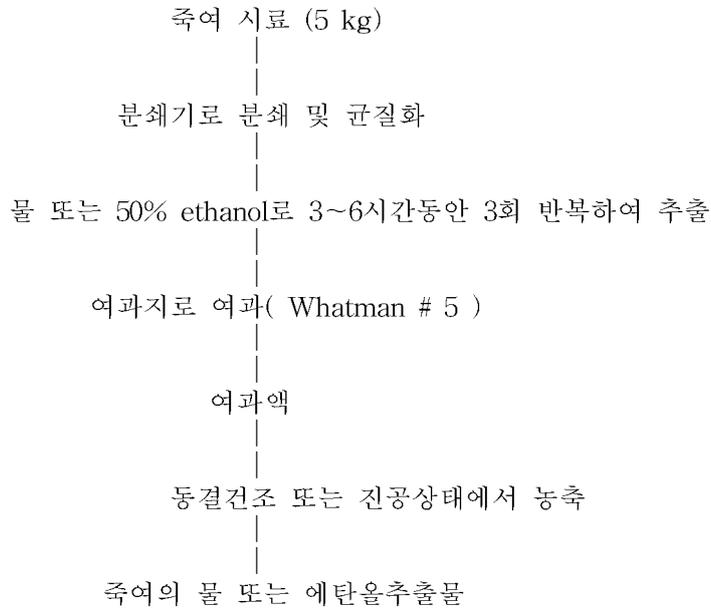 죽여 시료 (5 kg)
분쇄기로 분쇄 및 균질화
물 또는 50% ethanol로 3~6시간동안 3회 반복하여 추출
여과지로 여과( Whatman # 5 )
여과액
동결건조 또는 진공상태에서 농축
죽여의 물 또는 에탄올추출물